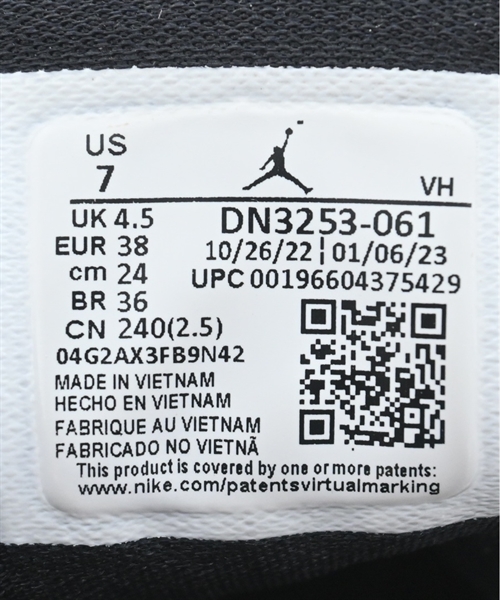 US
7
VH
UK 4.5
EUR 38
cm 24
BR 36
CN 240(2.5)
DN3253-061
10/26/22 | 01/06/23
UPC 00196604375429
04G2AX3FB9N42
MADE IN VIETNAM
HECHO EN VIETNAM
FABRIQUE AU VIETNAM
FABRICADO NO VIETNÃ
This product is covered by one or more patents:
www.nike.com/patentsvirtualmarking